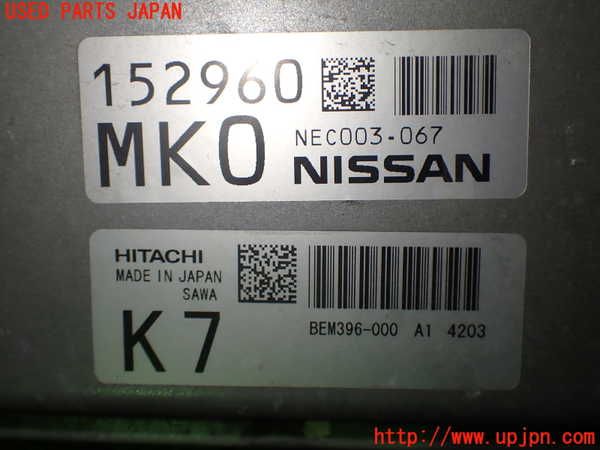 USED PARTS JAPAN
152960
MK0
NEC003-067
NISSAN
HITACHI
MADE IN JAPAN
SAWA
K7
BEM396-000 A1 4203
http://www.upjpn.com/